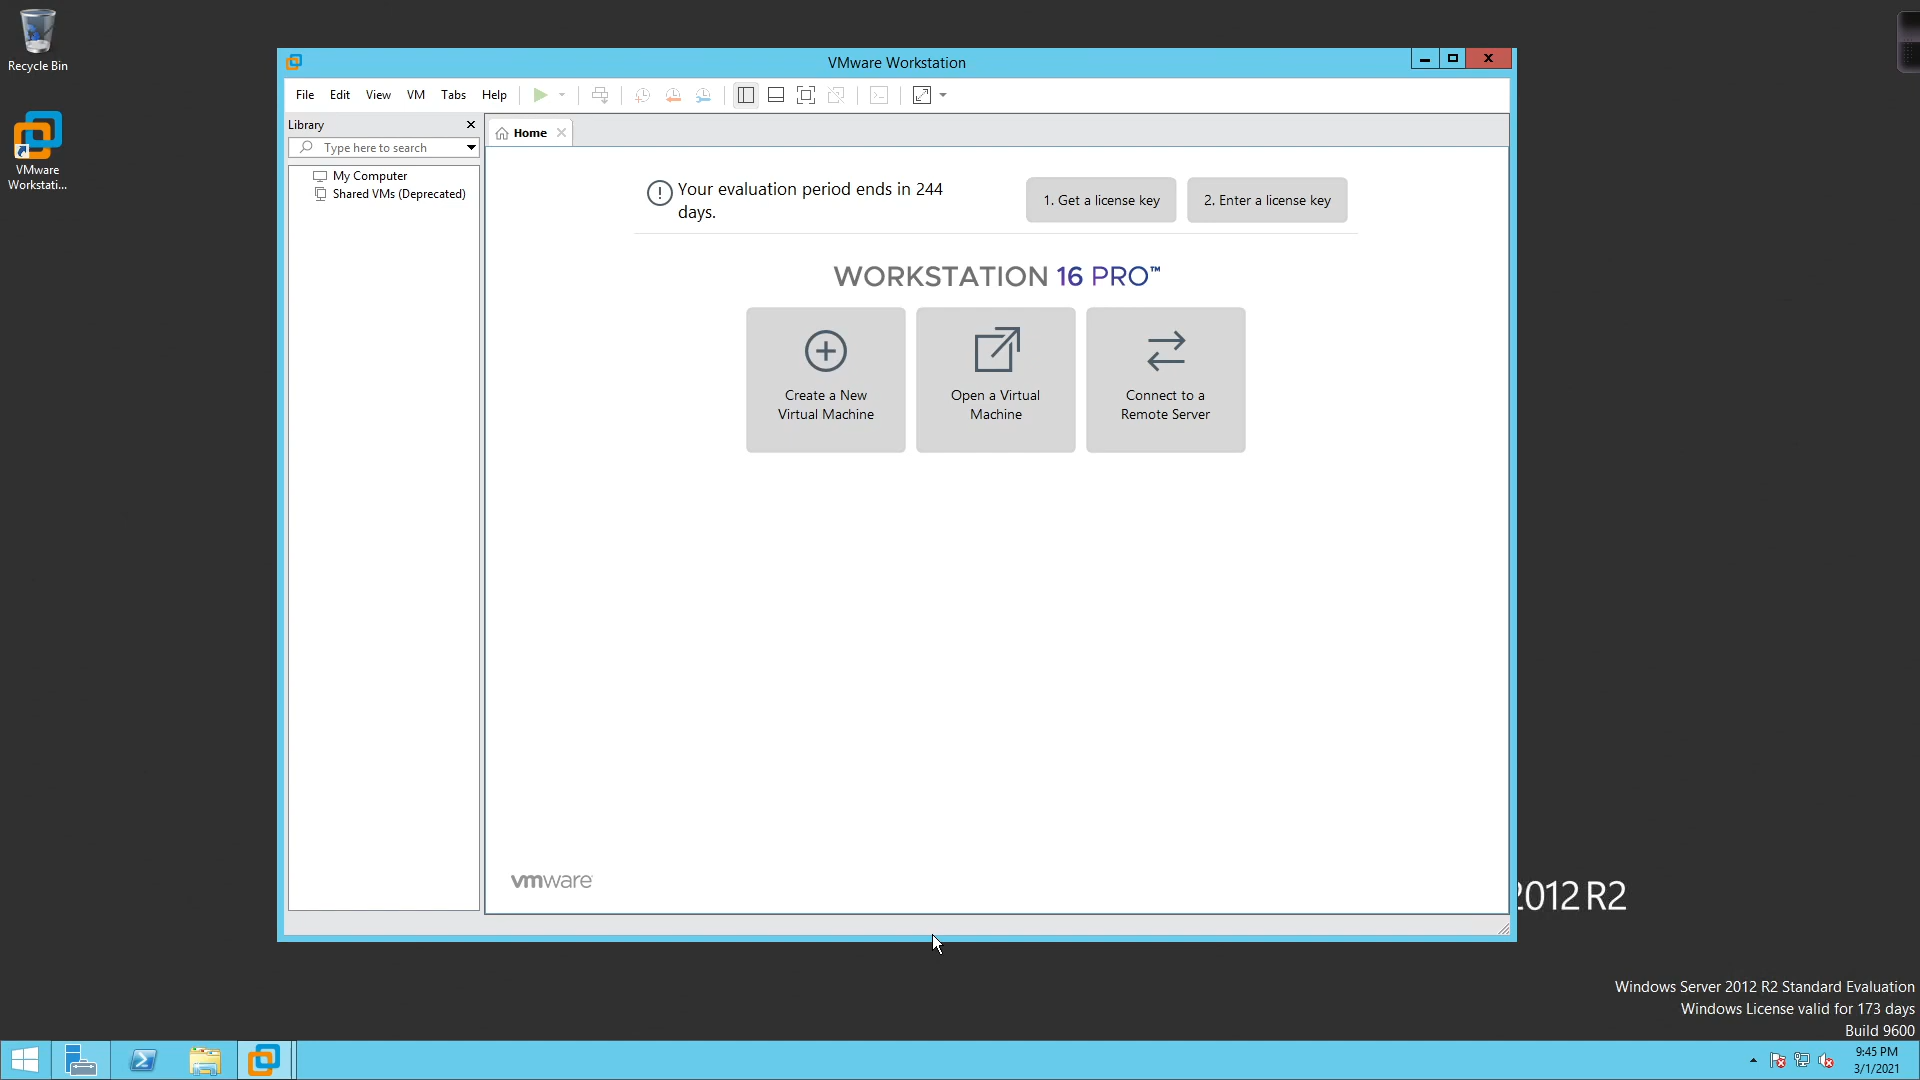 Recycle Bin
VMware
Workstati...
VMware Workstation
File Edit View VM Tabs Help
Library
Type here to search
My Computer
Shared VMs (Deprecated)
Home
Your evaluation period ends in 244
days.
1. Get a license key
2. Enter a license key
WORKSTATION 16 PRO™
Create a New
Virtual Machine
Open a Virtual
Machine
Connect to a
Remote Server
vmware
2012 R2
Windows Server 2012 R2 Standard Evaluation
Windows License valid for 173 days
Build 9600
9:45 PM
3/1/2021